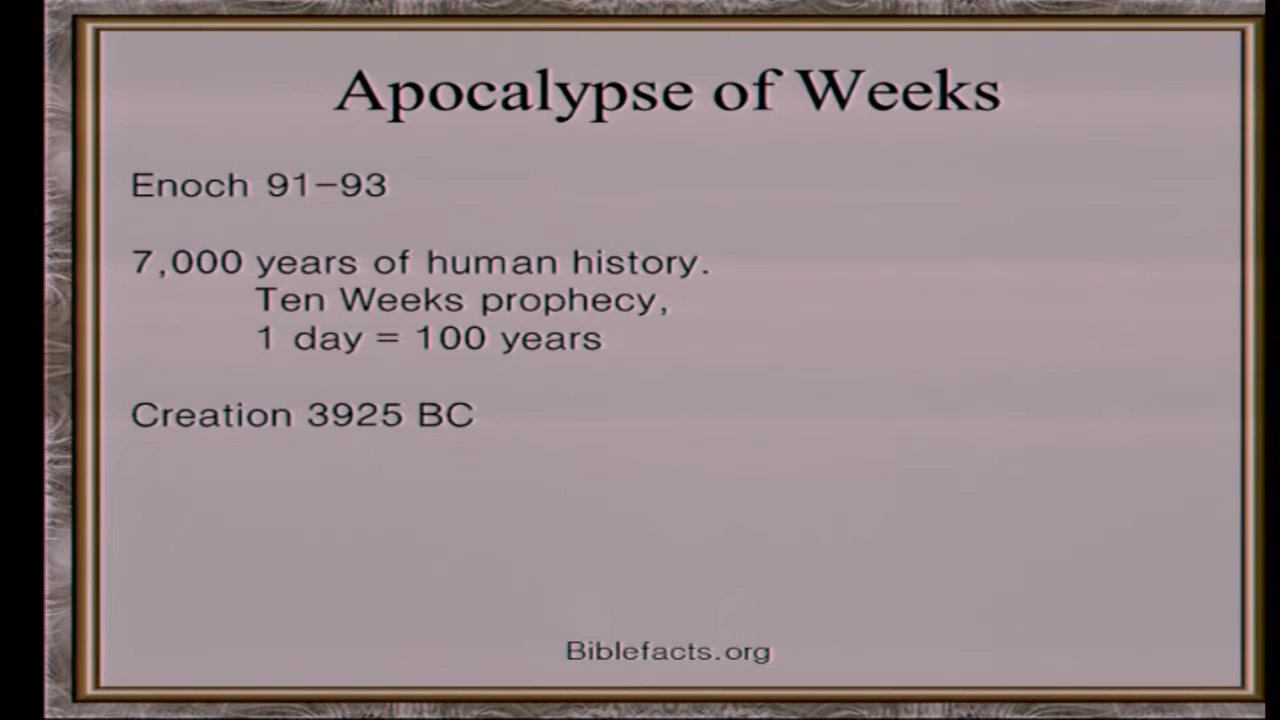 Apocalypse of Weeks
Enoch 91-93
7,000 years of human history.
Ten Weeks prophecy,
1 day = 100 years
Creation 3925 BC
Biblefacts.org